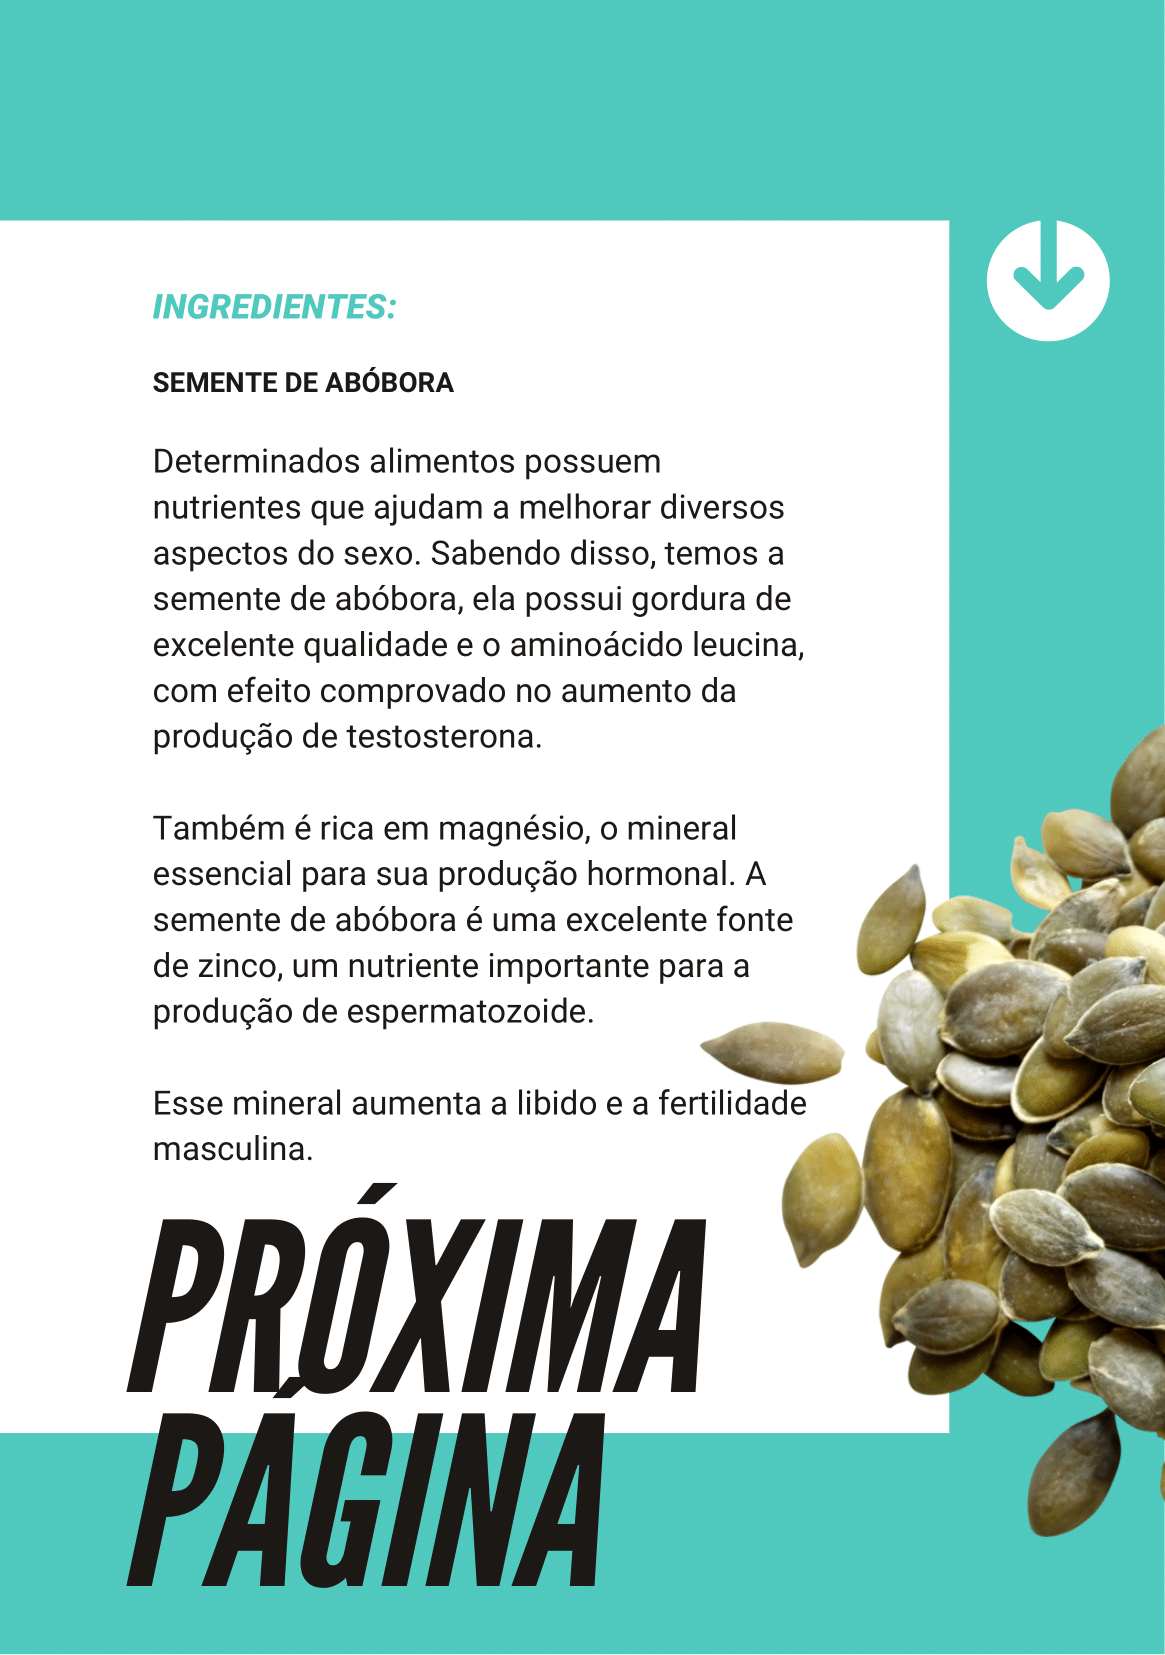 INGREDIENTES:
SEMENTE DE ABÓBORA
Determinados alimentos possuem
nutrientes que ajudam a melhorar diversos
aspectos do sexo. Sabendo disso, temos a
semente de abóbora, ela possui gordura de
excelente qualidade e o aminoácido leucina,
com efeito comprovado no aumento da
produção de testosterona.
Também é rica em magnésio, o mineral
essencial para sua produção hormonal. A
semente de abóbora é uma excelente fonte
de zinco, um nutriente importante para a
produção de espermatozoide.
Esse mineral aumenta a libido e a fertilidade
masculina.
PRÓXIMA
PÁGINA